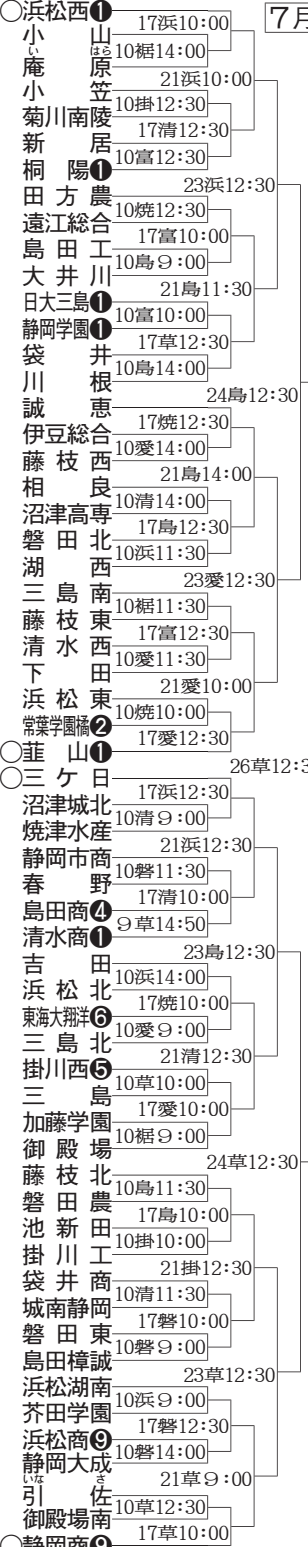 7月
○浜松西❶
17浜10:00
小山
10裾14:00
庵原
いはら
21浜10:00
小笠
10掛12:30
菊川南陵
17清12:30
新居
10富12:30
桐陽❶
23浜12:30
田方農
10焼12:30
遠江総合
17富10:00
島田工
10島9:00
大井川
21島11:30
日大三島❶
10富10:00
静岡学園❶
17草12:30
袋井
10島14:00
川根
24島12:30
誠恵
17焼12:30
伊豆総合
10愛14:00
藤枝西
21島14:00
相良
10清14:00
沼津高専
17島12:30
磐田北
10浜11:30
湖西
23愛12:30
三島南
10裾11:30
藤枝東
17富12:30
清水西
10愛11:30
下田
21愛10:00
浜松東
10焼10:00
常葉学園橘❷
17愛12:30
○韮山❶
26草12:3
○三ケ日
17浜12:30
沼津城北
10清9:00
焼津水産
21浜12:30
静岡市商
10磐11:30
春野
17清10:00
島田商❹
9草14:50
清水商❶
23島12:30
吉田
10浜14:00
浜松北
17焼10:00
東海大翔洋❻
10愛9:00
三島北
21清12:30
掛川西❺
10草10:00
三島
17愛10:00
加藤学園
10裾9:00
御殿場
24草12:30
藤枝北
10島11:30
磐田農
17島10:00
池新田
10掛10:00
掛川工
21掛12:30
袋井商
10清11:30
城南静岡
17磐10:00
磐田東
10磐9:00
島田樟誠
23草12:30
浜松湖南
10浜9:00
芥田学園
17磐12:30
浜松商❾
10磐14:00
静岡大成
21草9:00
いなさ
引佐
10草12:30
御殿場南
17草10:00
○静岡商❾